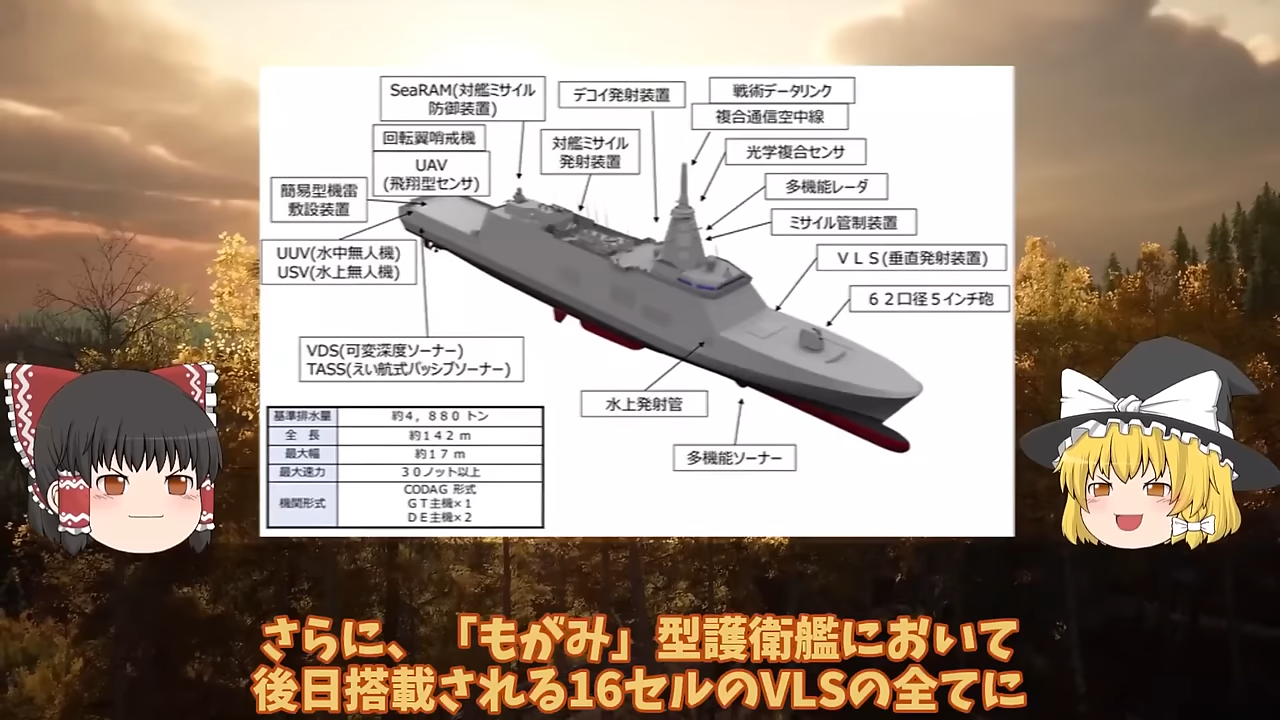 SeaRAM(対艦ミサイル
防御装置)
デコイ発射装置
戦術データリンク
複合通信空中線
回転翼哨戒機
対艦ミサイル
発射装置
光学複合センサ
UAV
(飛翔型センサ)
多機能レーダ
簡易型機雷
敷設装置
ミサイル管制装置
UUV(水中無人機)
USV(水上無人機)
ＶＬＳ(垂直発射装置)
６２口径５インチ砲
VDS(可変深度ソーナー)
TASS(えい航式パッシブソーナー)
水上発射管
多機能ソーナー
基準排水量 約４，８８０ トン
全 長 約１４２ ｍ
最大幅 約１７ ｍ
最大速力 ３０ノット以上
機関形式 CODAG 形式
ＧＴ主機×１
ＤＥ主機×２
さらに、「もがみ」型護衛艦において
後日搭載される16セルのVLSの全てに